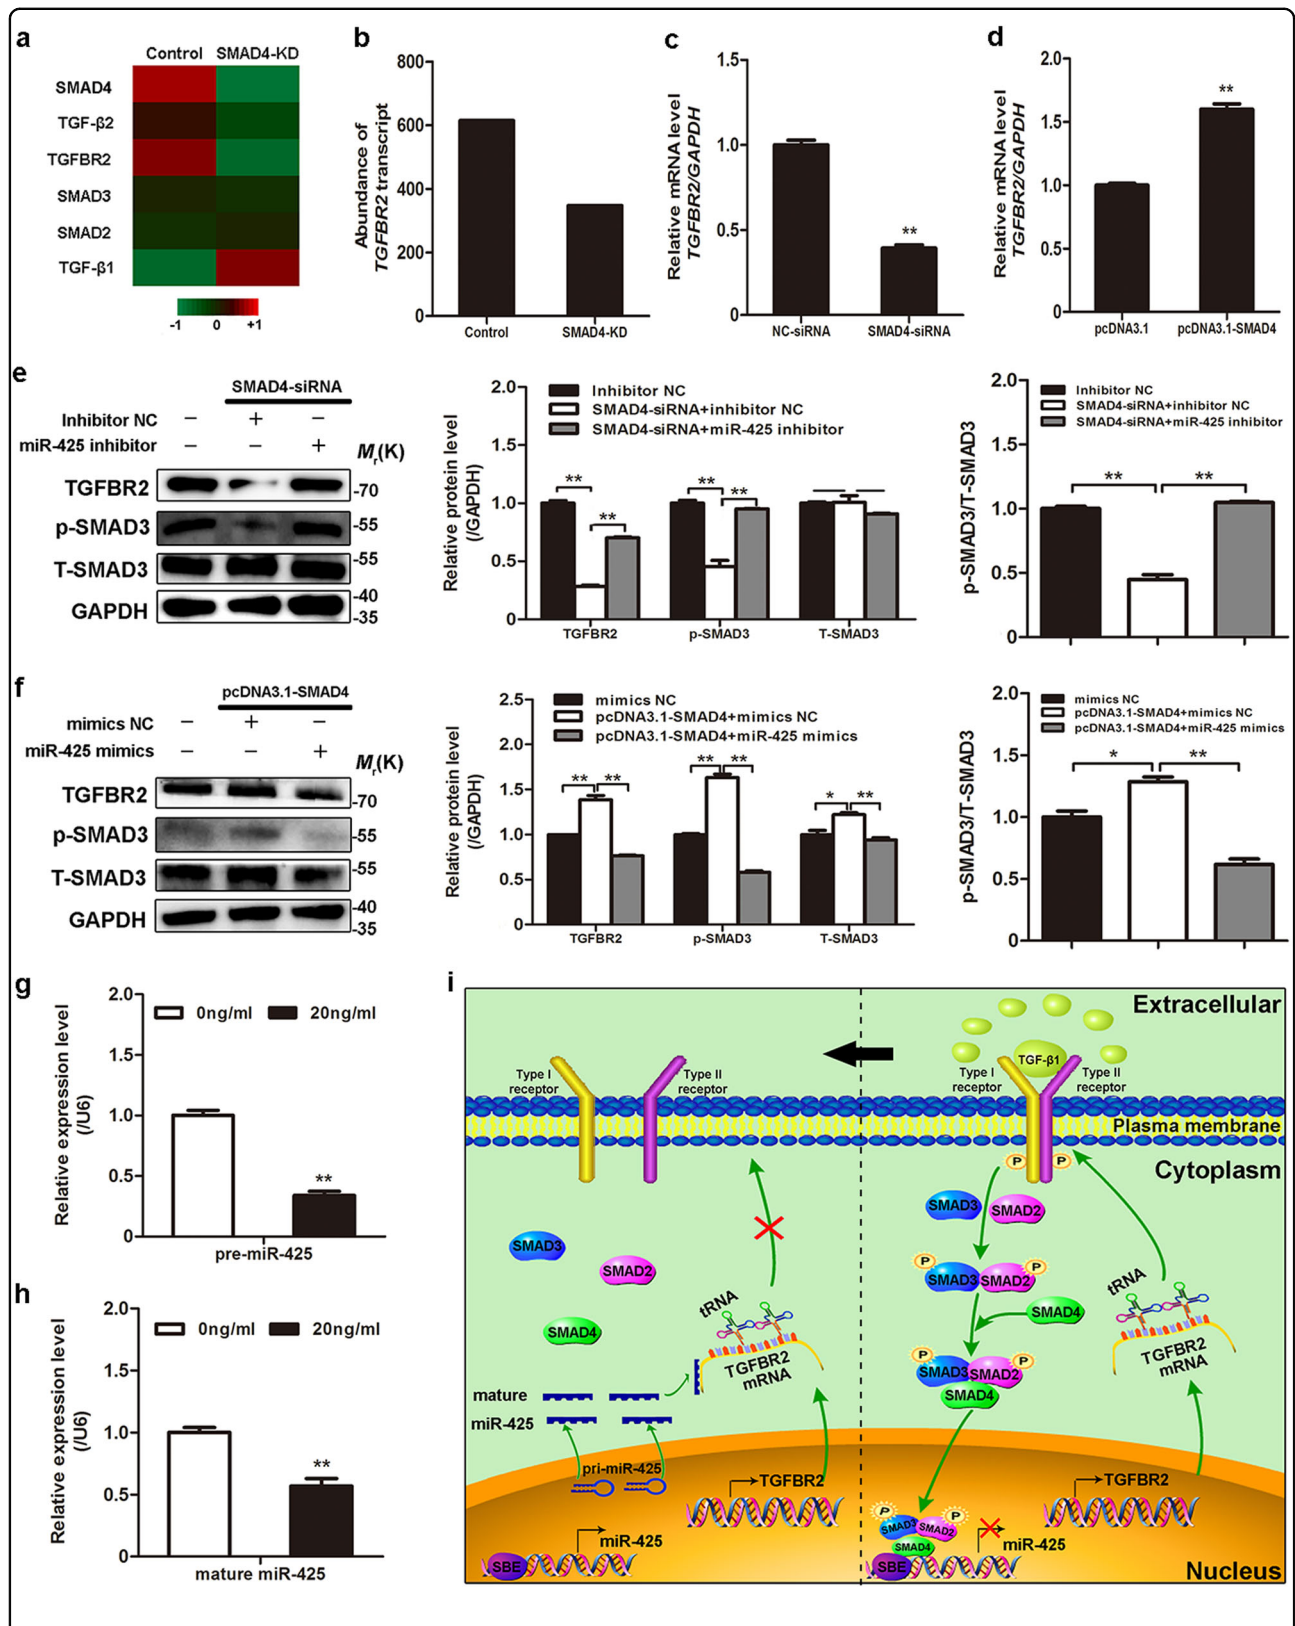 a
Control SMAD4-KD
SMAD4
TGF-β2
TGFBR2
SMAD3
SMAD2
TGF-β1
-1 0 +1
b
Abundance of
TGFBR2 transcript
800
600
400
200
0
Control SMAD4-KD
c
Relative mRNA level
TGFBR2/GAPDH
1.5
1.0
0.5
0
**
NC-siRNA SMAD4-siRNA
d
Relative mRNA level
TGFBR2/GAPDH
2.0
1.5
1.0
0.5
0
**
pcDNA3.1 pcDNA3.1-SMAD4
e
SMAD4-siRNA
Inhibitor NC − + −
miR-425 inhibitor − − +
Mr(K)
TGFBR2 -70
p-SMAD3 -55
T-SMAD3 -55
GAPDH -40
-35
Relative protein level
(/GAPDH)
2.0
1.5
1.0
0.5
0
Inhibitor NC
SMAD4-siRNA+inhibitor NC
SMAD4-siRNA+miR-425 inhibitor
** ** ** **
TGFBR2 p-SMAD3 T-SMAD3
p-SMAD3/T-SMAD3
2.0
1.5
1.0
0.5
0
Inhibitor NC
SMAD4-siRNA+inhibitor NC
SMAD4-siRNA+miR-425 inhibitor
** **
f
pcDNA3.1-SMAD4
mimics NC − + −
miR-425 mimics − − +
Mr(K)
TGFBR2 -70
p-SMAD3 -55
T-SMAD3 -55
GAPDH -40
-35
Relative protein level
(/GAPDH)
2.5
2.0
1.5
1.0
0.5
0
mimics NC
pcDNA3.1-SMAD4+mimics NC
pcDNA3.1-SMAD4+miR-425 mimics
** ** ** ** * **
TGFBR2 p-SMAD3 T-SMAD3
p-SMAD3/T-SMAD3
2.0
1.5
1.0
0.5
0
mimics NC
pcDNA3.1-SMAD4+mimics NC
pcDNA3.1-SMAD4+miR-425 mimics
* **
g
Relative expression level
(/U6)
2.0
1.5
1.0
0.5
0
0ng/ml 20ng/ml
**
pre-miR-425
h
Relative expression level
(/U6)
2.0
1.5
1.0
0.5
0
0ng/ml 20ng/ml
**
mature miR-425
i
Type I
receptor
Type II
receptor
SMAD3
SMAD2
SMAD4
tRNA
TGFBR2
mRNA
mature
miR-425
pri-miR-425
TGFBR2
miR-425
SBE
Extracellular
TGF-β1
Type I
receptor
Type II
receptor
Plasma membrane
P P
Cytoplasm
SMAD3 SMAD2
P P
SMAD3 SMAD2
SMAD4
P P
SMAD3 SMAD2
SMAD4
tRNA
TGFBR2
mRNA
TGFBR2
P P
SMAD3 SMAD2
SMAD4
SBE
miR-425
Nucleus